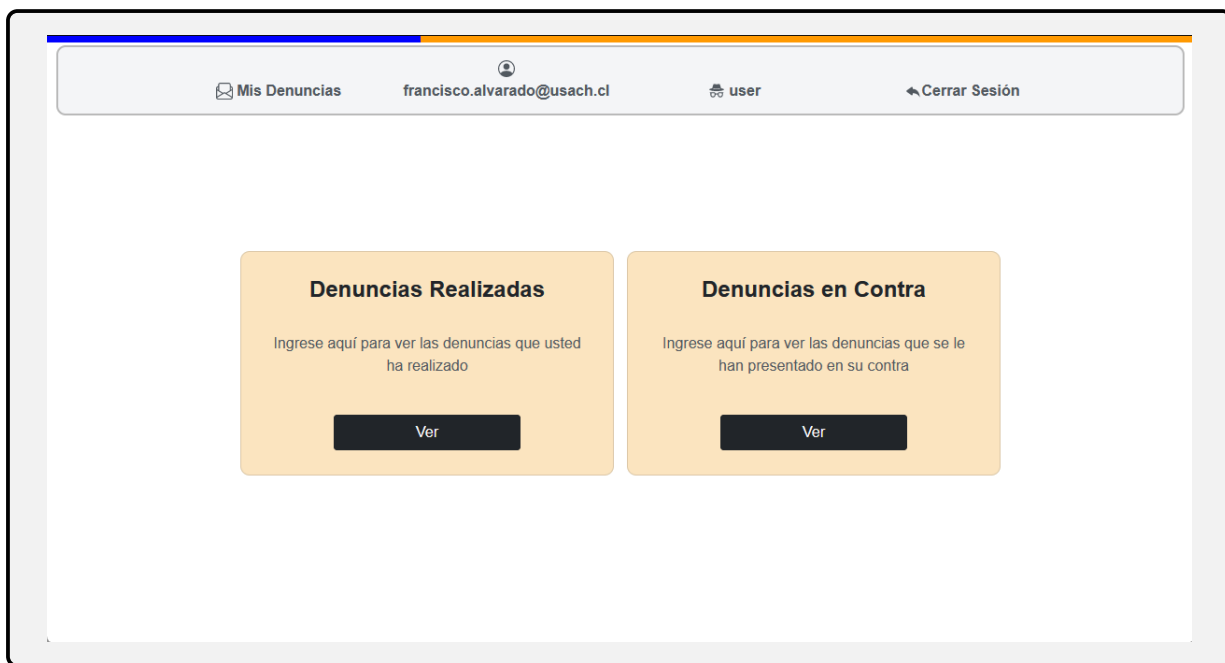 Mis Denuncias
francisco.alvarado@usach.cl
user
Cerrar Sesión
Denuncias Realizadas
Ingrese aquí para ver las denuncias que usted
ha realizado
Ver
Denuncias en Contra
Ingrese aquí para ver las denuncias que se le
han presentado en su contra
Ver